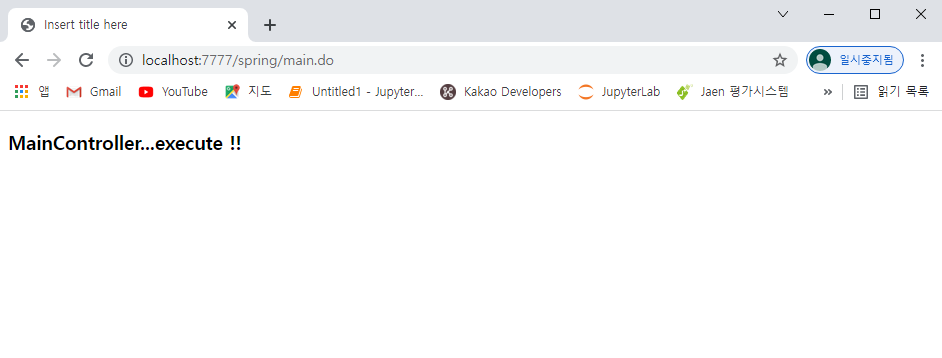 Insert title here
localhost:7777/spring/main.do
일시중지됨
앱 Gmail YouTube 지도 Untitled1 - Jupyter... Kakao Developers JupyterLab Jaen 평가시스템 » 읽기 목록
MainController...execute !!